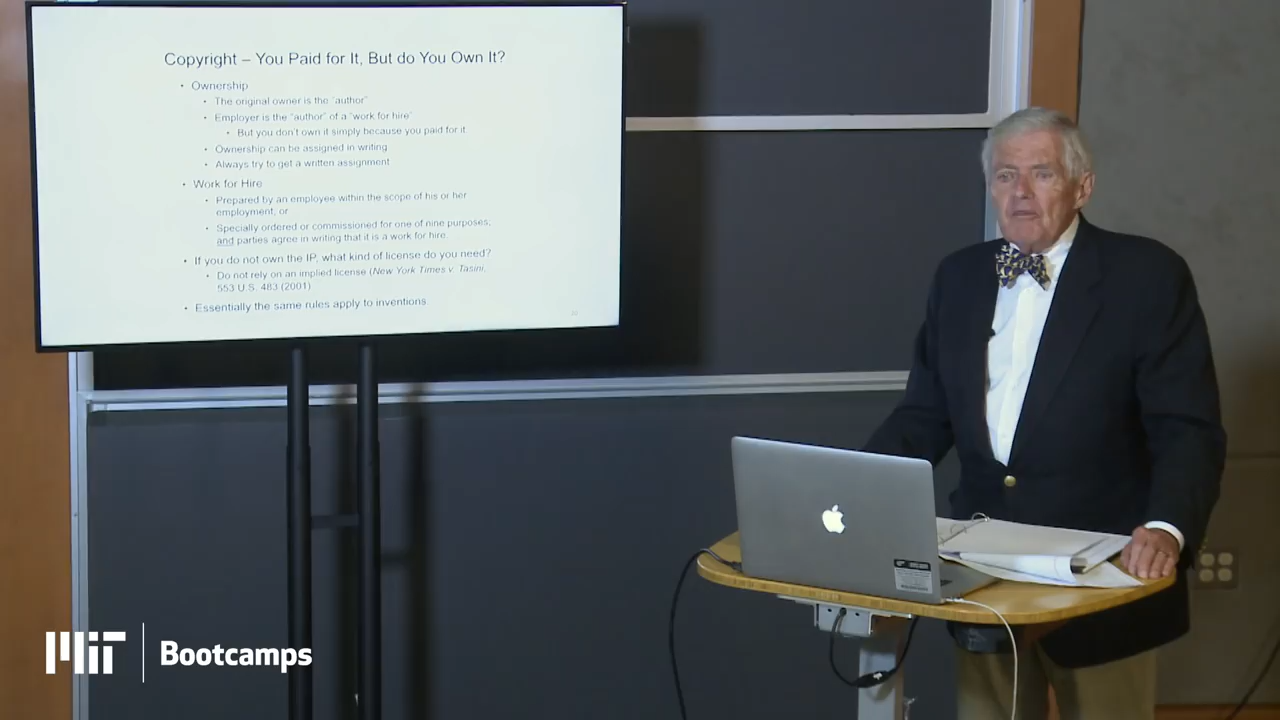 Copyright – You Paid for It, But do You Own It?
• Ownership
• The original owner is the "author"
• Employer is the "author" of a "work for hire"
• But you don't own it simply because you paid for it.
• Ownership can be assigned in writing
• Always try to get a written assignment
• Work for Hire
• Prepared by an employee within the scope of his or her
employment, or
• Specially ordered or commissioned for one of nine purposes,
and parties agree in writing that it is a work for hire.
• If you do not own the IP, what kind of license do you need?
• Do not rely on an implied license (New York Times v. Tasini,
553 U.S. 483 (2001)
• Essentially the same rules apply to inventions.
MIT
Bootcamps